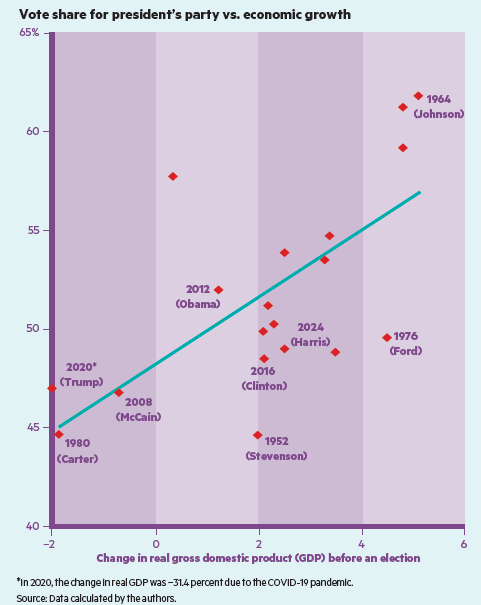 Vote share for president's party vs. economic growth
65%
60
55
50
45
40
1964
(Johnson)
2012
(Obama)
2024
(Harris)
1976
(Ford)
2020*
(Trump)
2016
(Clinton)
2008
(McCain)
1980
(Carter)
1952
(Stevenson)
−2
0
2
4
6
Change in real gross domestic product (GDP) before an election
*In 2020, the change in real GDP was −31.4 percent due to the COVID-19 pandemic.
Source: Data calculated by the authors.